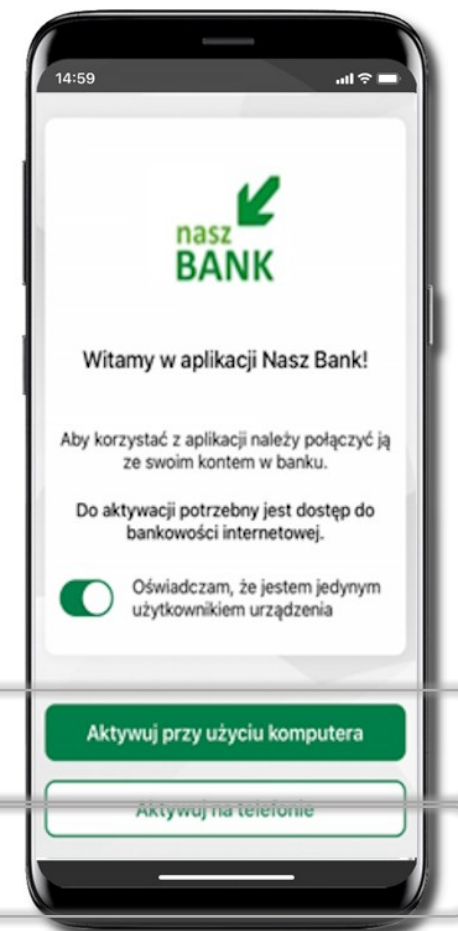 14:59
nasz
BANK
Witamy w aplikacji Nasz Bank!
Aby korzystać z aplikacji należy połączyć ją
ze swoim kontem w banku.
Do aktywacji potrzebny jest dostęp do
bankowości internetowej.
Oświadczam, że jestem jedynym
użytkownikiem urządzenia
Aktywuj przy użyciu komputera
Aktywuj na telefonie